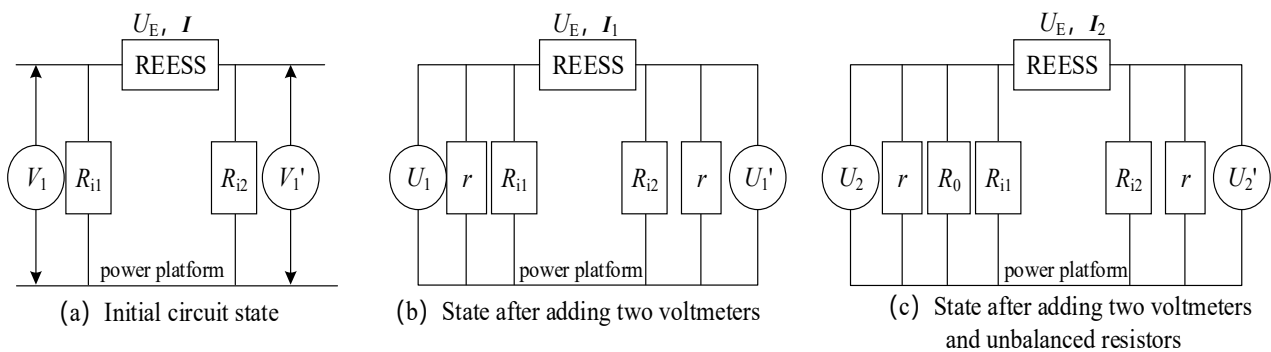 U_E, I
REESS
V_1 R_i1 R_i2 V_1'
power platform
(a) Initial circuit state
U_E, I_1
REESS
U_1 r R_i1 R_i2 r U_1'
power platform
(b) State after adding two voltmeters
U_E, I_2
REESS
U_2 r R_0 R_i1 R_i2 r U_2'
power platform
(c) State after adding two voltmeters
and unbalanced resistors